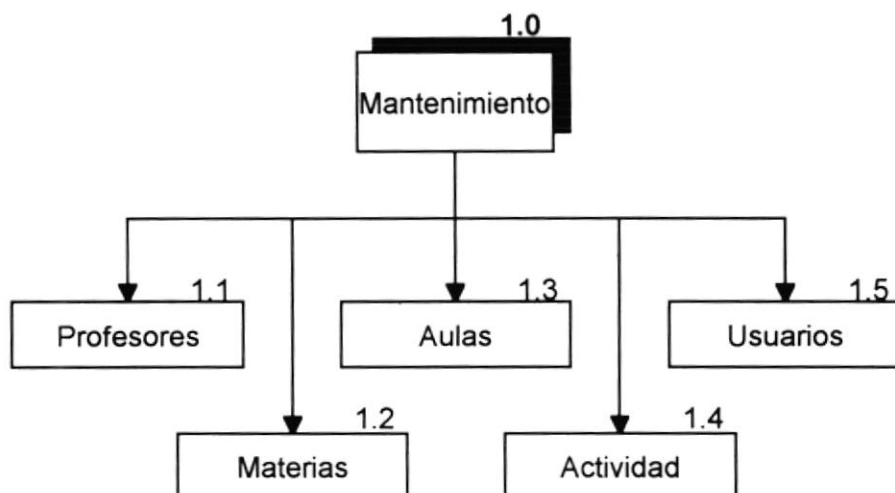 1.0
Mantenimiento
1.1
Profesores
1.3
Aulas
1.5
Usuarios
1.2
Materias
1.4
Actividad